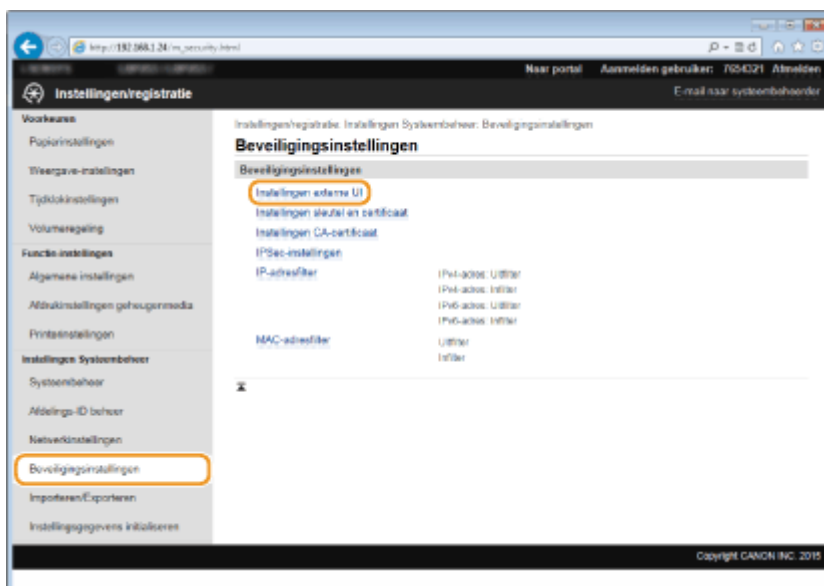 http://192.168.1.24/m_security.html
Naar portal Aanmelden gebruiker: 7654321 Afmelden
Instellingen/registratie
E-mail naar systeembeheerder
Voorkeuren
Papierinstellingen
Weergave-instellingen
Tijdklokinstellingen
Volumeregeling
Functie-instellingen
Algemene instellingen
Afdrukinstellingen geheugenmedia
Printerinstellingen
Instellingen Systeembeheer
Systeembeheer
Afdelings-ID beheer
Netwerkinstellingen
Beveiligingsinstellingen
Importeren/Exporteren
Instellingsgegevens initialiseren
Instellingen/registratie: Instellingen Systeembeheer: Beveiligingsinstellingen
Beveiligingsinstellingen
Beveiligingsinstellingen
Instellingen externe UI
Instellingen sleutel en certificaat
Instellingen CA-certificaat
IPSec-instellingen
IP-adresfilter IPv4-adres: Uitfilter
IPv4-adres: Infilter
IPv6-adres: Uitfilter
IPv6-adres: Infilter
MAC-adresfilter Uitfilter
Infilter
Copyright CANON INC. 2015